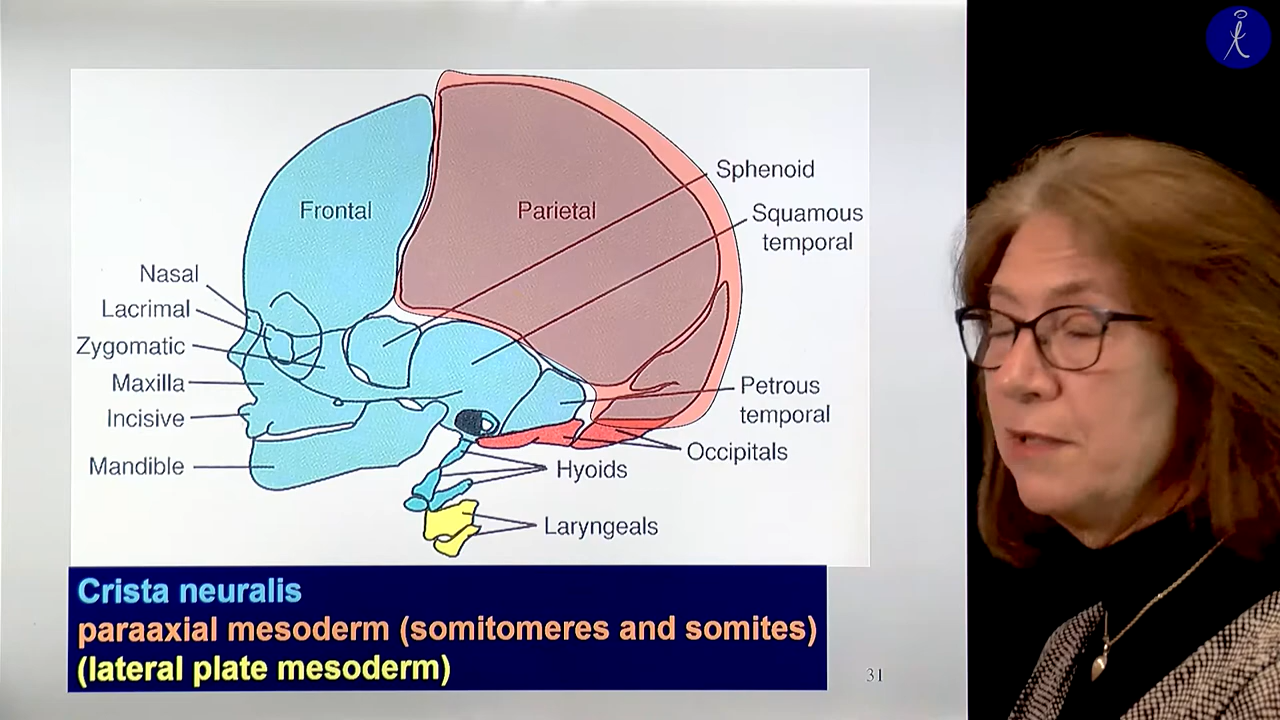 Sphenoid
Squamous
temporal
Frontal
Parietal
Nasal
Lacrimal
Zygomatic
Maxilla
Incisive
Mandible
Petrous
temporal
Occipitals
Hyoids
Laryngeals
Crista neuralis
paraaxial mesoderm (somitomeres and somites)
(lateral plate mesoderm)
31